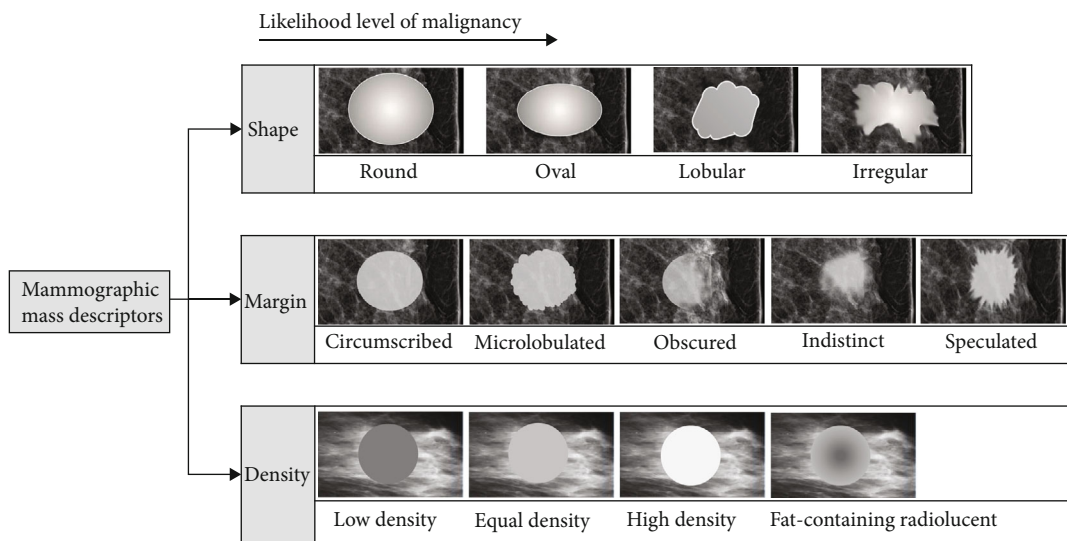 Likelihood level of malignancy
Shape
Round
Oval
Lobular
Irregular
Mammographic
mass descriptors
Margin
Circumscribed
Microlobulated
Obscured
Indistinct
Speculated
Density
Low density
Equal density
High density
Fat-containing radiolucent